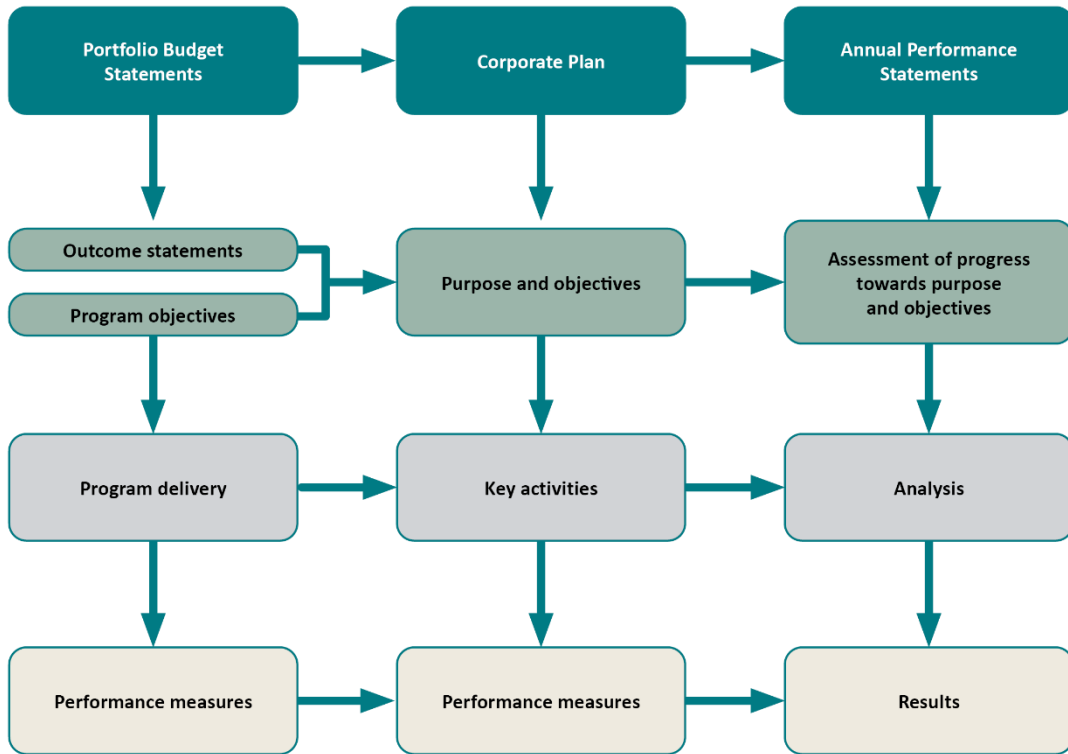 Portfolio Budget
Statements
Corporate Plan
Annual Performance
Statements
Outcome statements
Program objectives
Purpose and objectives
Assessment of progress
towards purpose
and objectives
Program delivery
Key activities
Analysis
Performance measures
Performance measures
Results